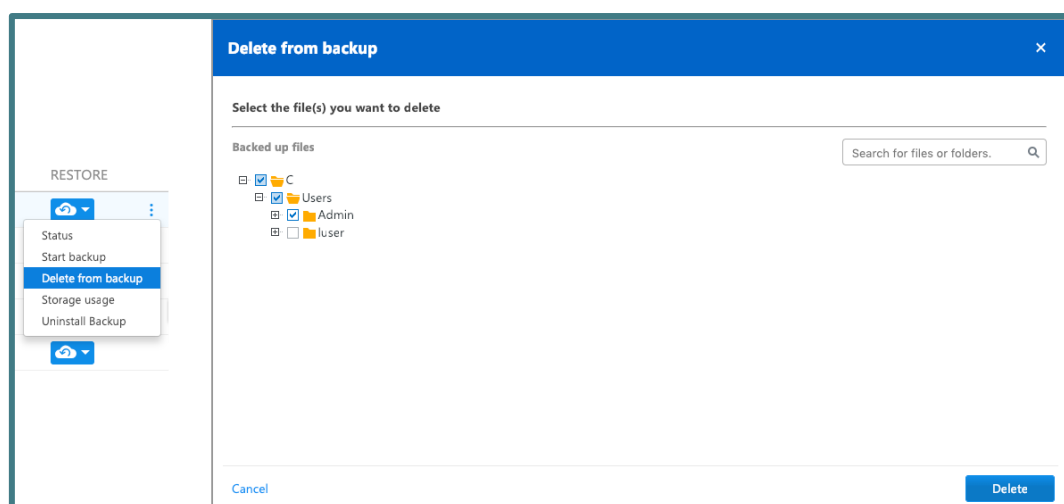 RESTORE
Status
Start backup
Delete from backup
Storage usage
Uninstall Backup
Delete from backup
Select the file(s) you want to delete
Backed up files
Search for files or folders.
C
Users
Admin
luser
Cancel
Delete